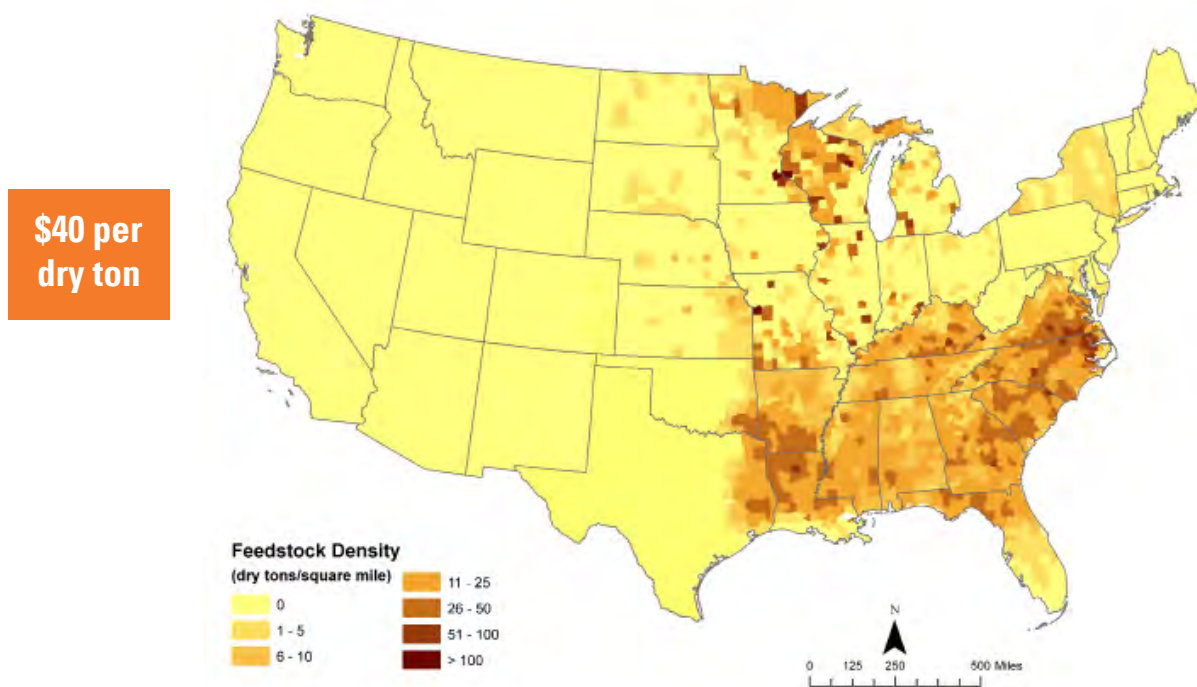 $40 per
dry ton
Feedstock Density
(dry tons/square mile)
0
1 - 5
6 - 10
11 - 25
26 - 50
51 - 100
> 100
N
0 125 250 500 Miles